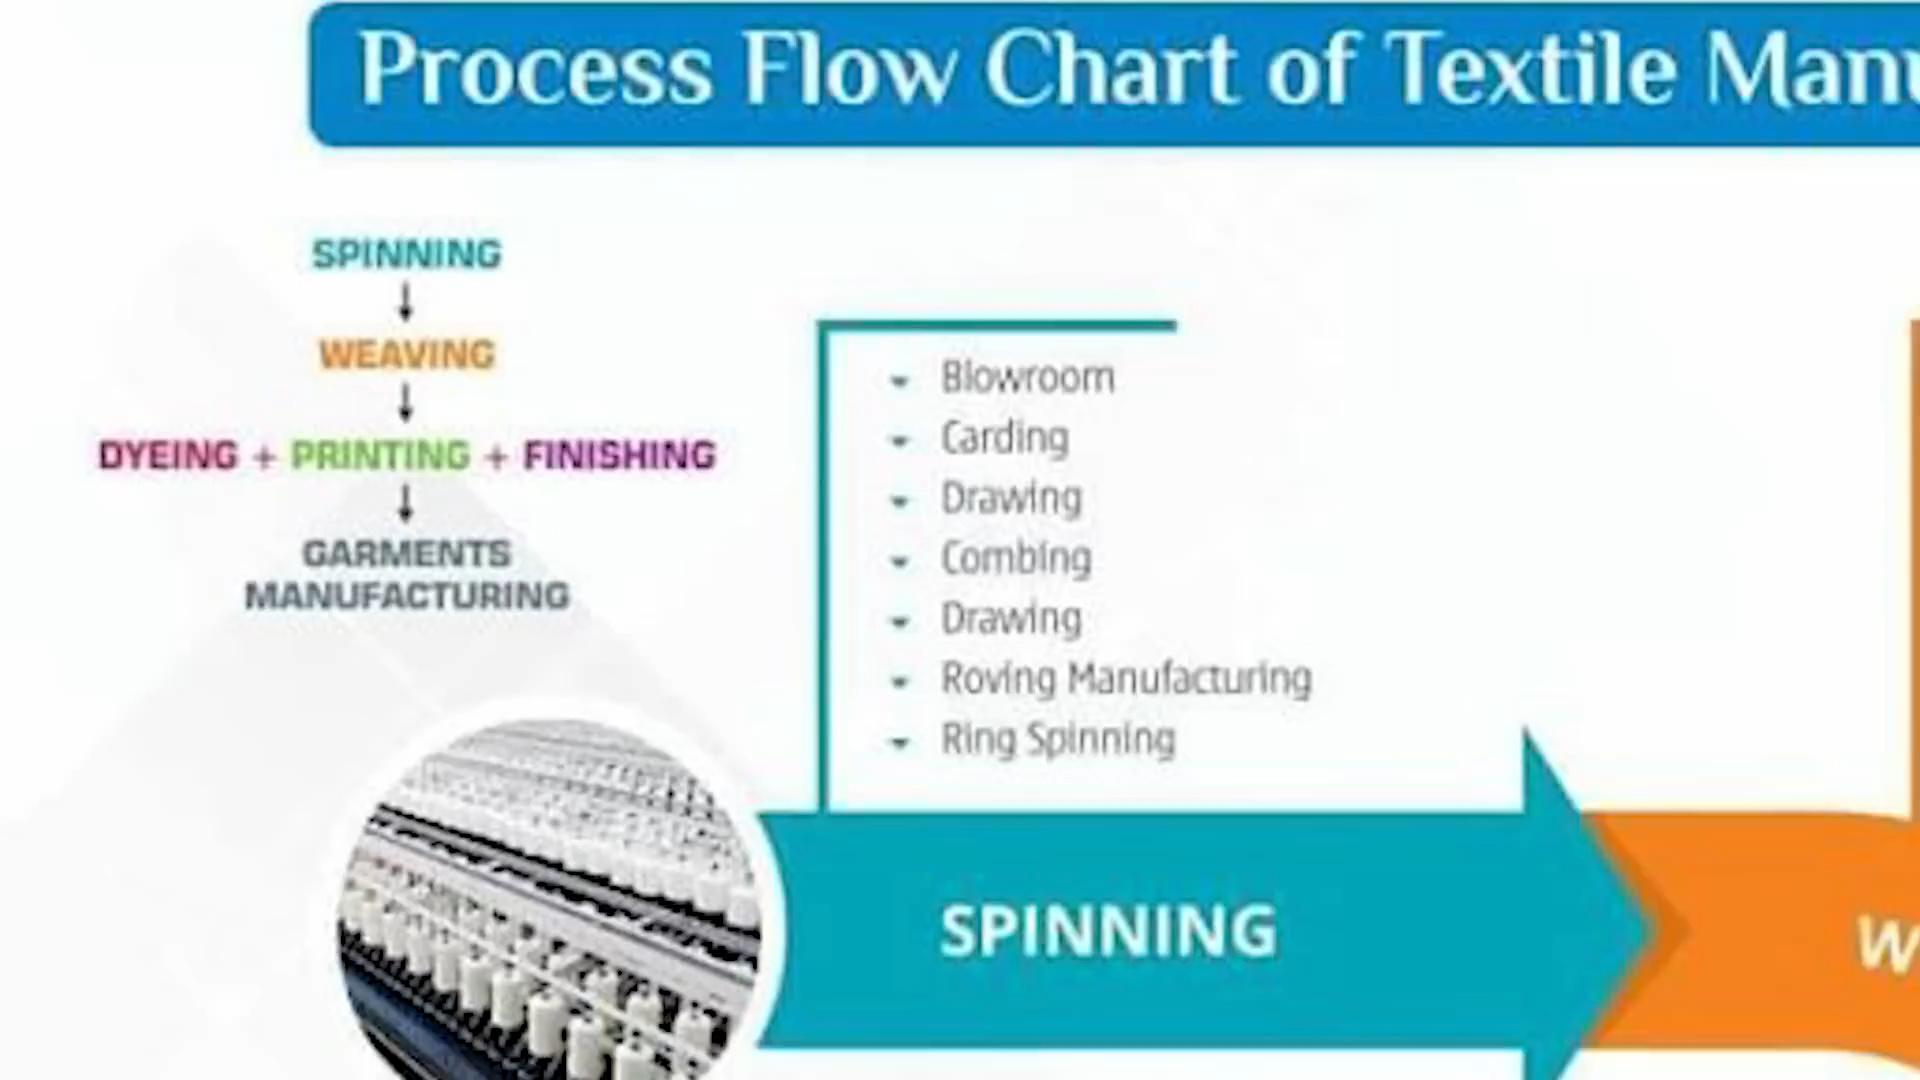 Process Flow Chart of Textile Manu
SPINNING
WEAVING
DYEING + PRINTING + FINISHING
GARMENTS
MANUFACTURING
Blowroom
Carding
Drawing
Combing
Drawing
Roving Manufacturing
Ring Spinning
SPINNING
W